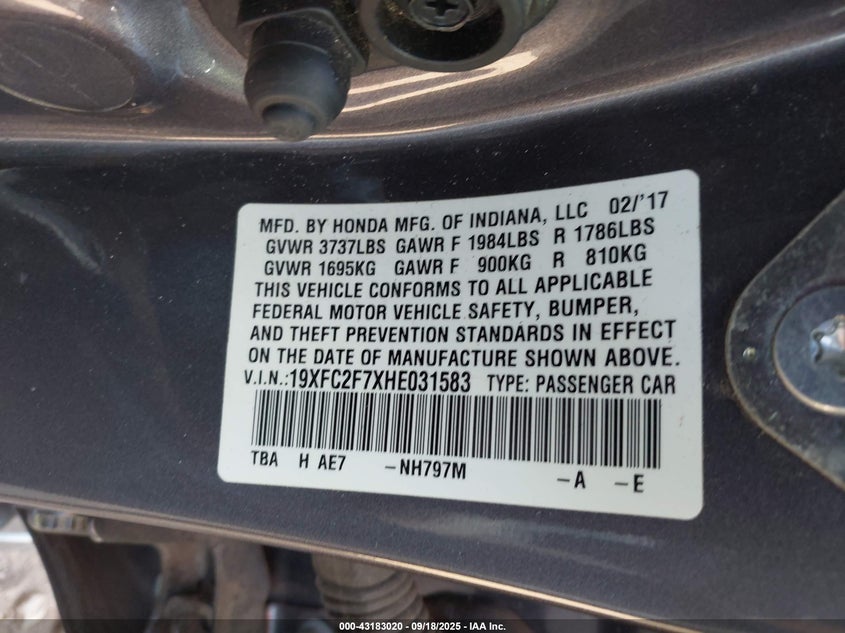 MFD. BY HONDA MFG. OF INDIANA, LLC 02/'17
GVWR 3737LBS GAWR F 1984LBS R 1786LBS
GVWR 1695KG GAWR F 900KG R 810KG
THIS VEHICLE CONFORMS TO ALL APPLICABLE
FEDERAL MOTOR VEHICLE SAFETY, BUMPER,
AND THEFT PREVENTION STANDARDS IN EFFECT
ON THE DATE OF MANUFACTURE SHOWN ABOVE.
V.I.N.:19XFC2F7XHE031583 TYPE: PASSENGER CAR
TBA H AE7 -NH797M -A -E
000-43183020 - 09/18/2025 - IAA Inc.